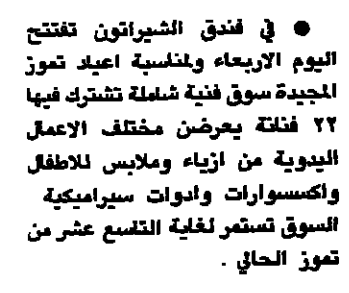 ● في فندق الشيراتون تفتتح
اليوم الاربعاء ولمناسبة اعياد تموز
المجيدة سوق فنية شاملة تشترك فيها
٢٢ فنانة يعرضن مختلف الاعمال
اليدوية من ازياء وملابس للاطفال
واكسسوارات وادوات سيراميكية
السوق تستمر لغاية التاسع عشر من
تموز الحالي .